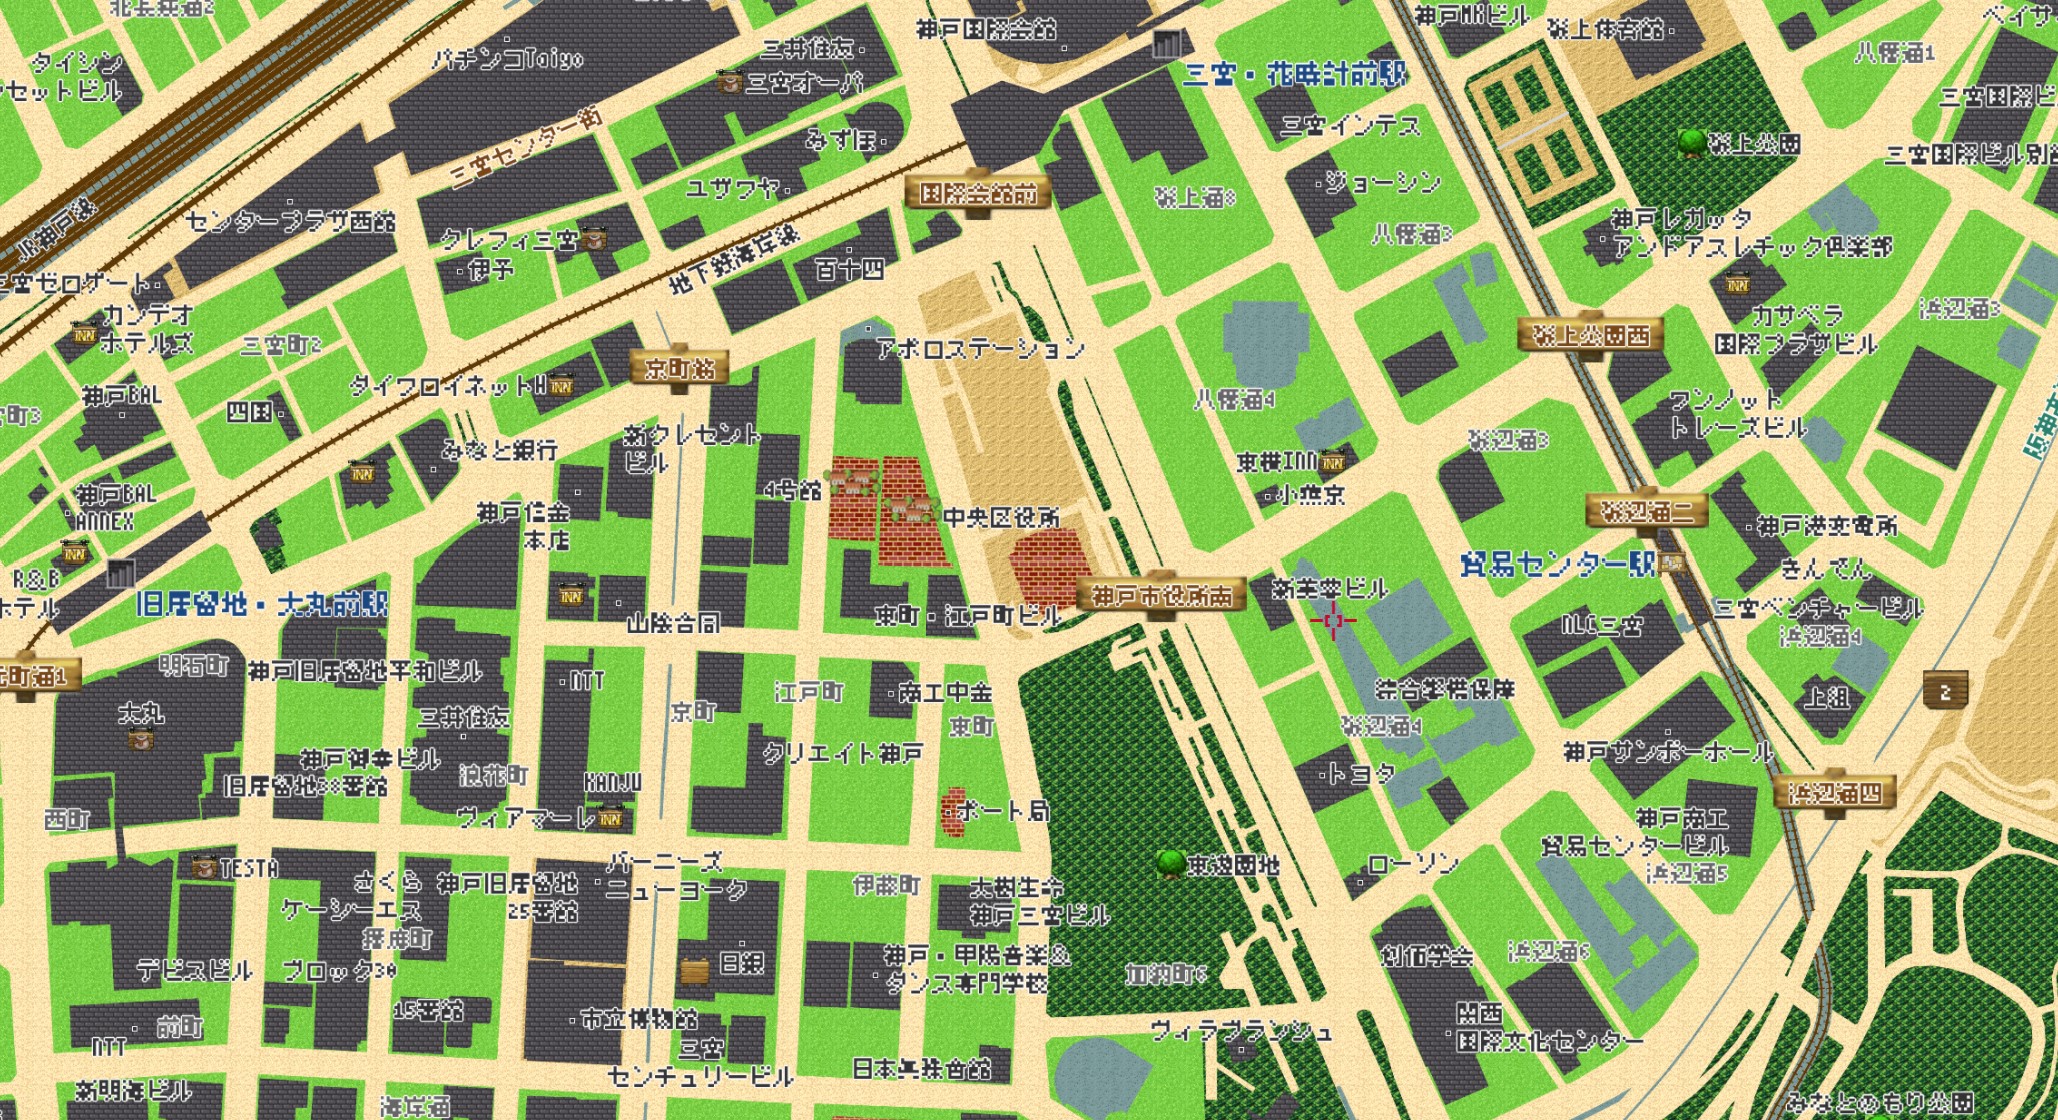 北長狭通2
神戸国際会館
神戸MKビル
磯上体育館
タイシン
セットビル
パチンコTaiyo
三井住友
三宮オーパ
三宮・花時計前駅
八幡通1
三宮国際ビ
三宮センター街
みずほ
三宮インテス
磯上公園
三宮国際ビル別館
JR神戸線
センタープラザ西館
ユザワヤ
国際会館前
磯上通8
ジョーシン
八幡通3
神戸レガッタ
アンドアスレチック倶楽部
クレフィ三宮
伊予
地下鉄海岸線
百十四
三宮ゼロゲート
カンデオ
ホテルズ
三宮町2
アポロステーション
磯上公園西
カサベラ
国際プラザビル
浜辺通3
神戸BAL
四国
ダイワロイネットH
INN
京町筋
八幡通4
ワンノット
トレーズビル
みなと銀行
新クレセント
ビル
磯辺通3
東横INN
小熊京
神戸BAL
ANNEX
神戸信金
本店
4号館
中央区役所
磯辺通二
神戸港変電所
R&B
ホテル
旧居留地・大丸前駅
山陰合同
東町・江戸町ビル
神戸市役所南
新美帯ビル
貿易センター駅
きんでん
三宮ベンチャービル
NLC三宮
浜辺通4
元町通1
明石町
神戸旧居留地平和ビル
NTT
江戸町
商工中金
総合警備保障
上組
2
大丸
三井住友
京町
東町
磯辺通4
神戸御幸ビル
旧居留地38番館
浪花町
KANJU
クリエイト神戸
トヨタ
神戸サンボーホール
浜辺通四
西町
ヴィアマーレ
ポート局
神戸商工
貿易センタービル
浜辺通5
TESTA
さくら
ケーシーエス
神戸旧居留地
25番館
バーニーズ
ニューヨーク
伊藤町
大樹生命
神戸三宮ビル
東遊園地
ローソン
播磨町
デビスビル
ブロック30
日銀
神戸・甲陽音楽&
ダンス専門学校
加納町6
創価学会
浜辺通6
前町
NTT
15番館
市立博物館
三宮
センチュリービル
日本真珠会館
ヴィラブランシュ
関西
国際文化センター
新明海ビル
海岸通
みなとのもり公園